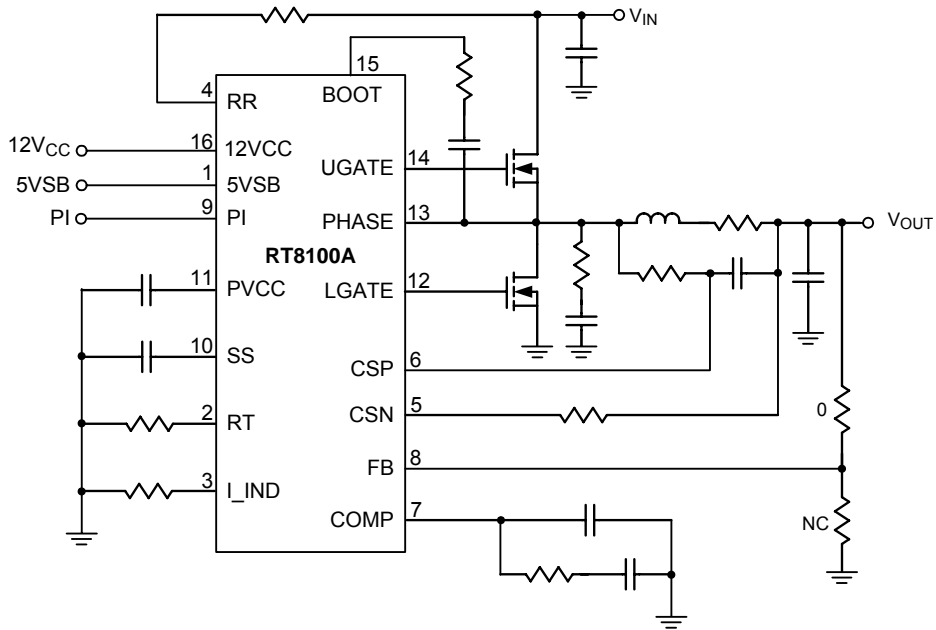 V_IN
15
4 RR
BOOT
12V_CC 16 12VCC
UGATE 14
5VSB 1 5VSB
PI 9 PI
PHASE 13
V_OUT
RT8100A
11 PVCC
LGATE 12
10 SS
CSP 6
2 RT
CSN 5
0
FB 8
3 I_IND
COMP 7
NC